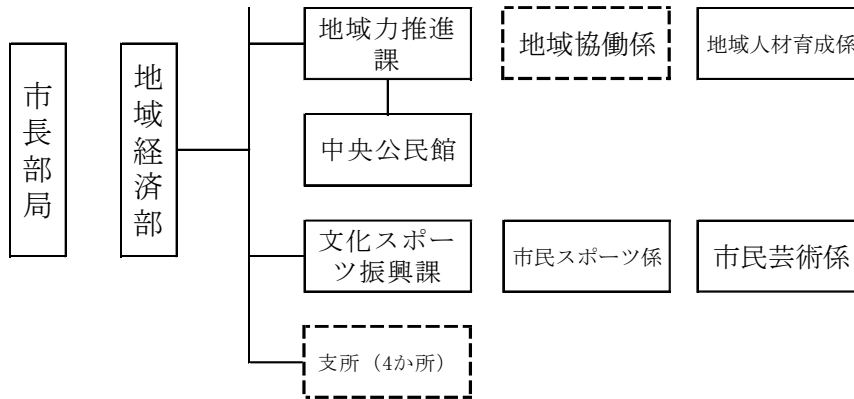 市長部局
地域経済部
地域力推進
課
地域協働係
地域人材育成係
中央公民館
文化スポー
ツ振興課
市民スポーツ係
市民芸術係
支所（4か所）